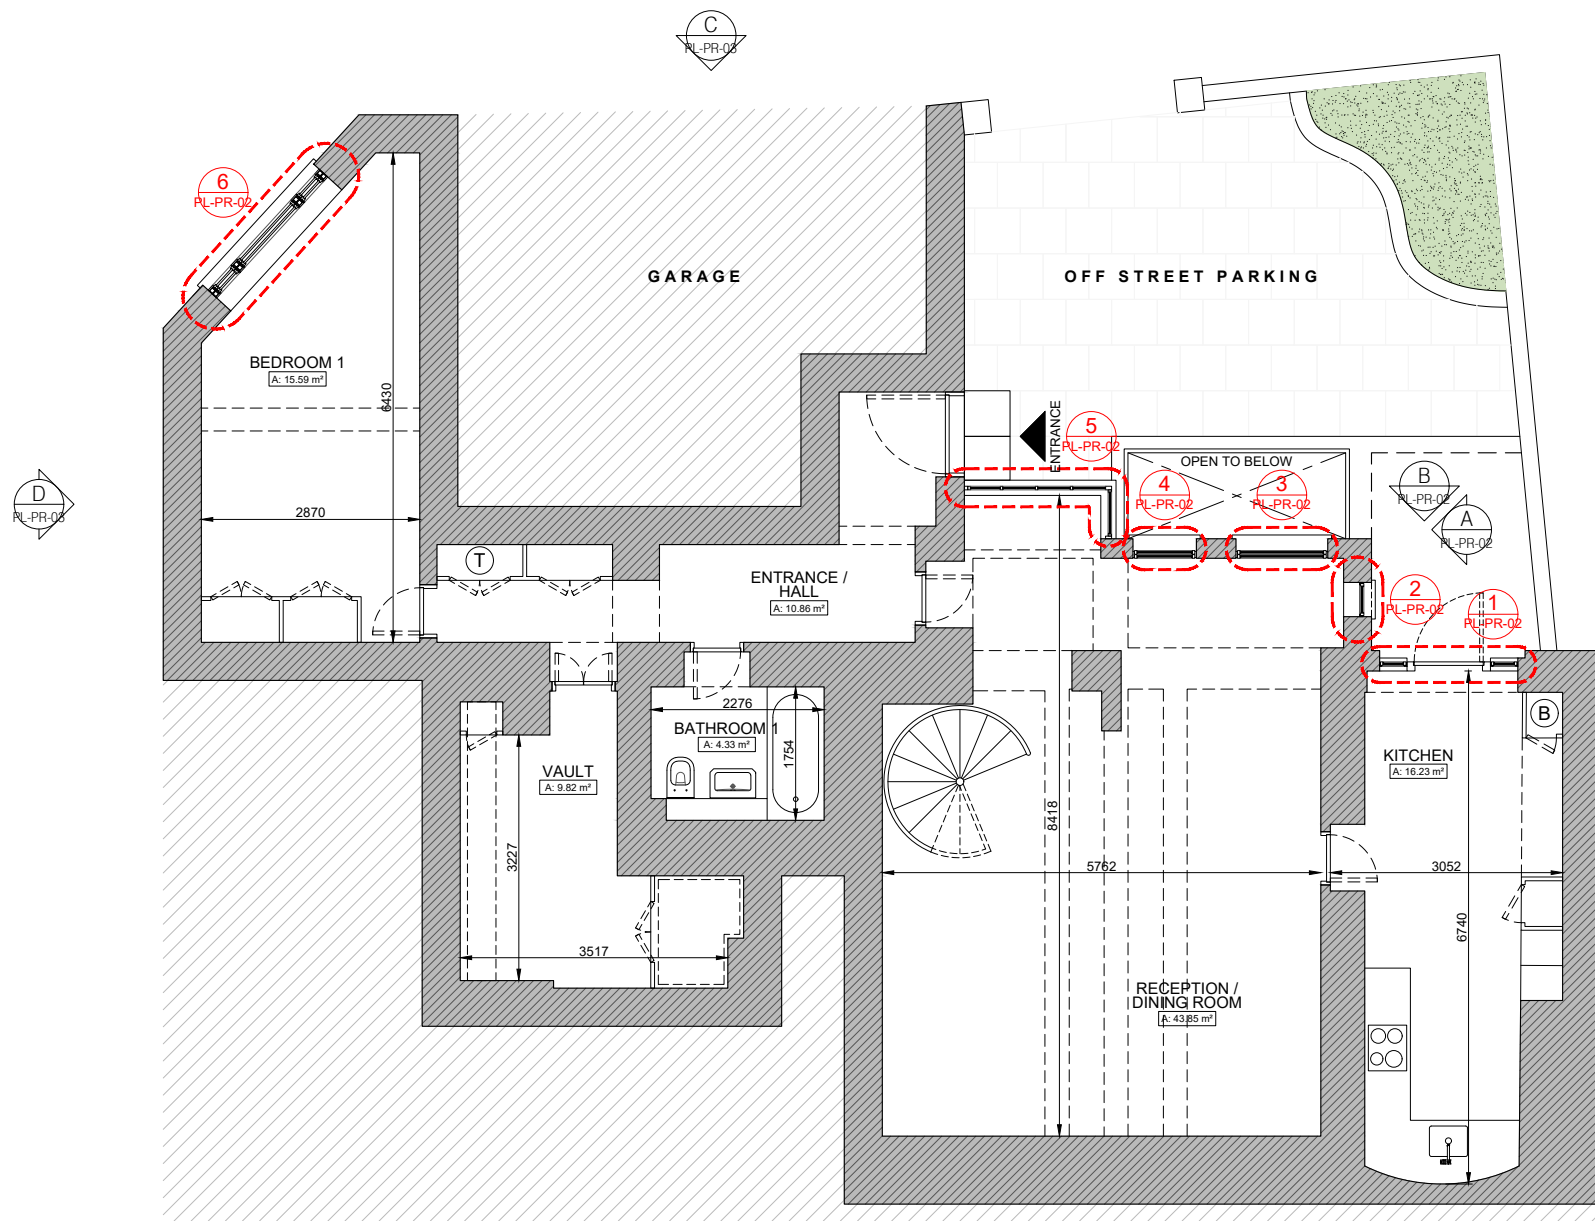 C
PL-PR-03
6
PL-PR-02
GARAGE
OFF STREET PARKING
BEDROOM 1
A: 15.59 m²
6430
ENTRANCE
5
PL-PR-02
OPEN TO BELOW
4
PL-PR-02
3
PL-PR-02
B
PL-PR-02
A
PL-PR-02
D
PL-PR-03
2870
T
ENTRANCE /
HALL
A: 10.86 m²
2
PL-PR-02
1
PL-PR-02
2276
BATHROOM 1
A: 4.33 m²
1754
B
VAULT
A: 9.82 m²
KITCHEN
A: 16.23 m²
8418
3227
5762
3052
6740
3517
RECEPTION /
DINING ROOM
A: 43.85 m²